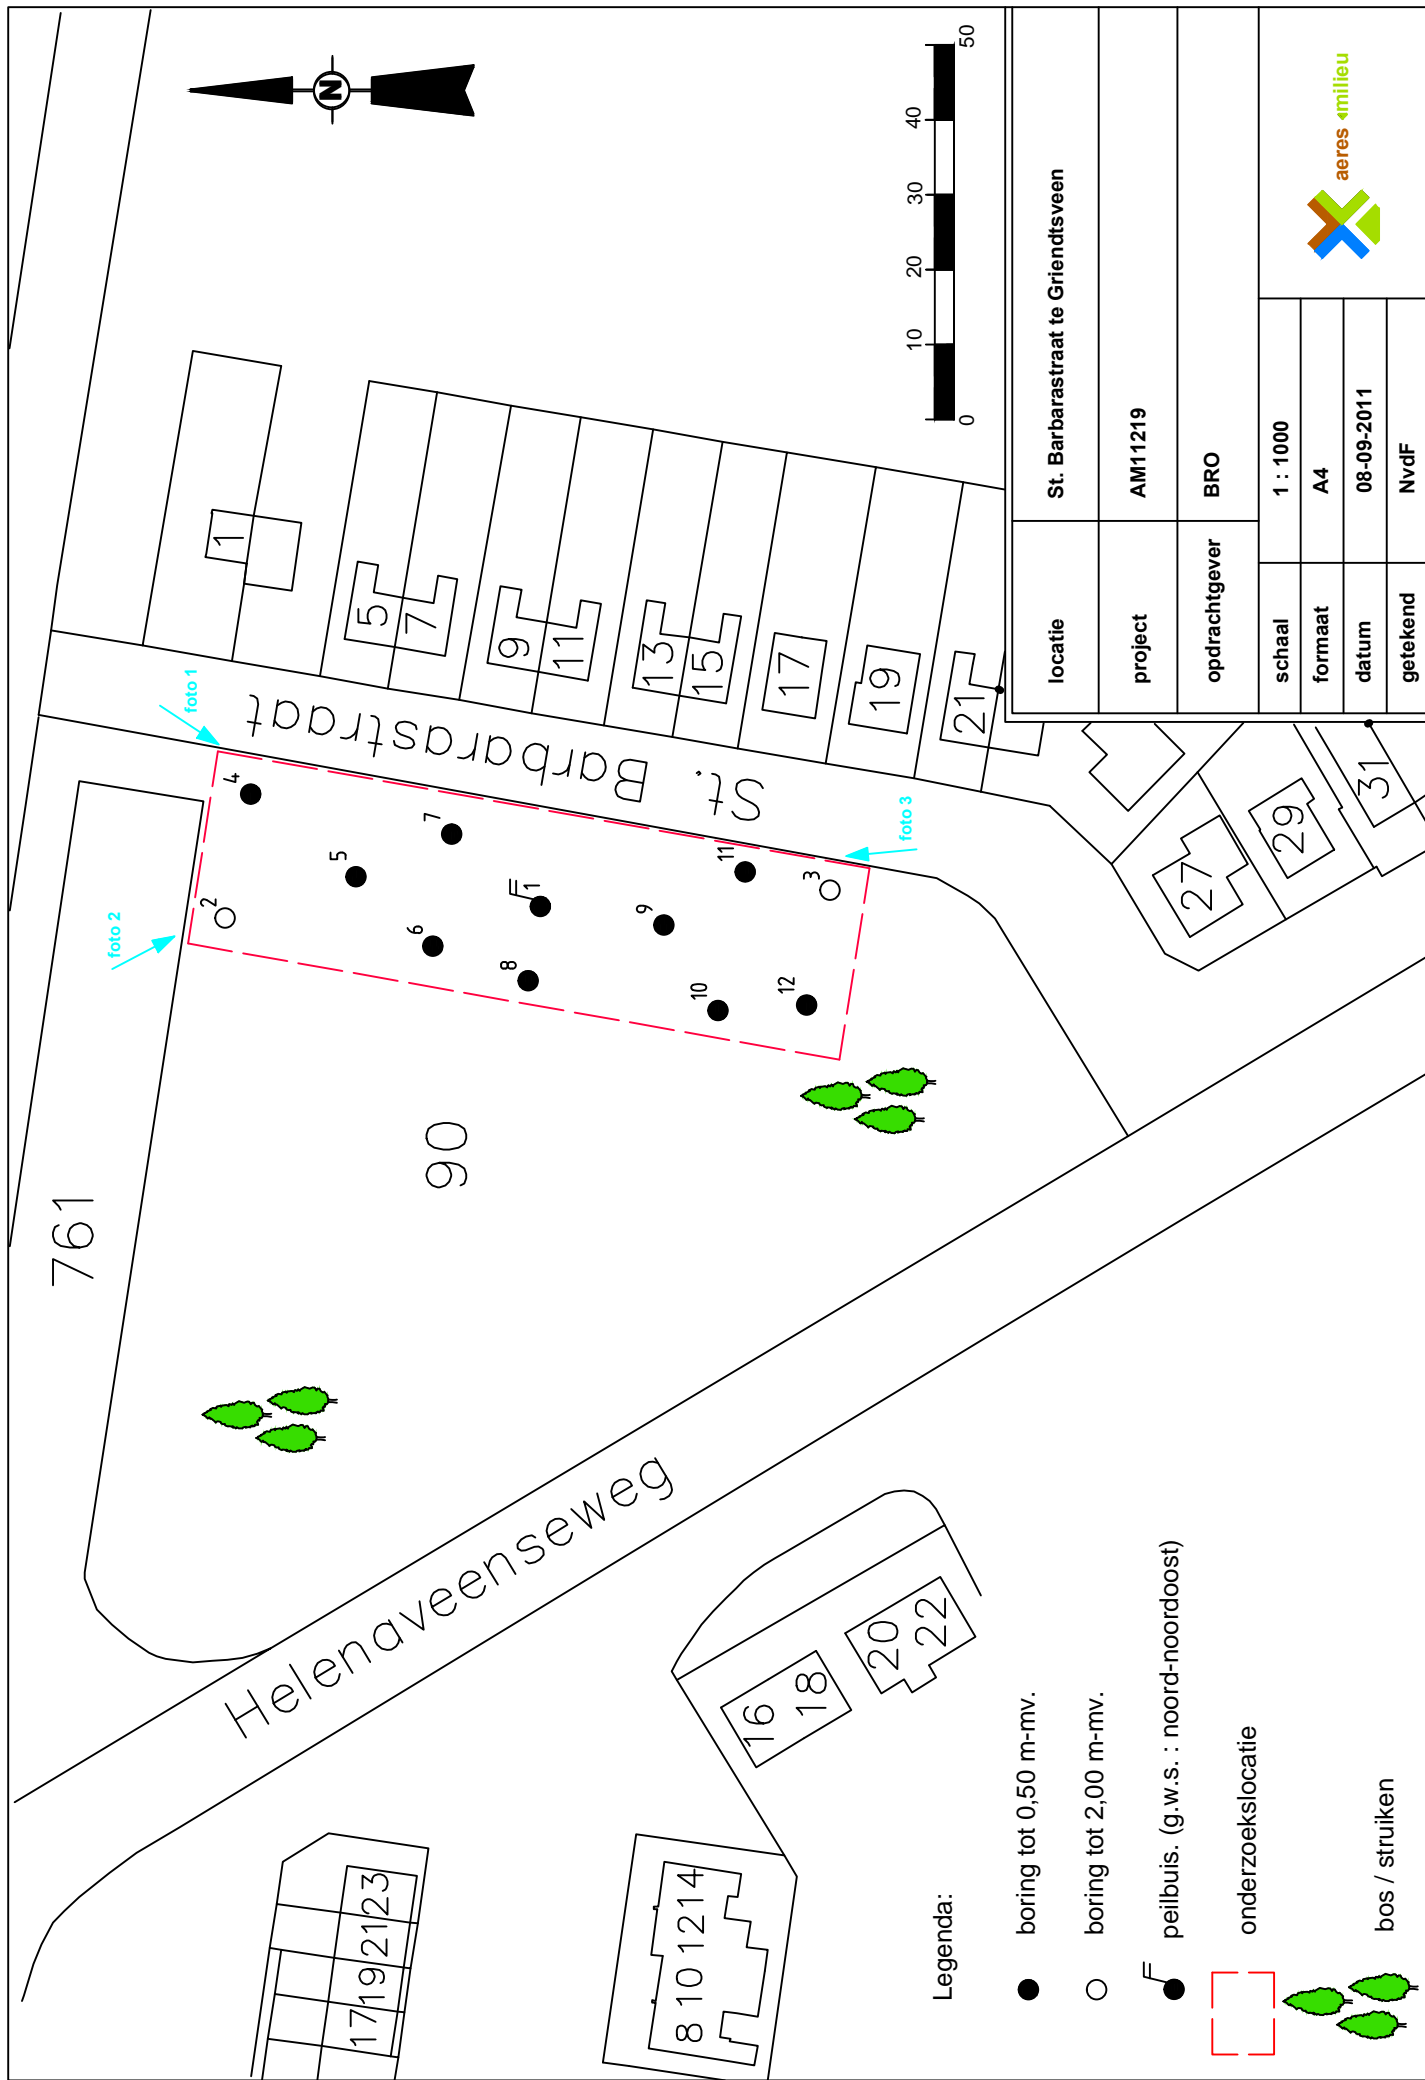 761
90
Helenaveenseweg
St. Barbarastraat
foto 1
foto 2
foto 3
1
2
3
4
5
6
7
8
9
10
11
12
1
5
7
9
11
13
15
17
19
21
27
29
31
17 19 21 23
8 10 12 14
16
18
20
22
N
0 10 20 30 40 50
Legenda:
boring tot 0,50 m-mv.
boring tot 2,00 m-mv.
peilbuis. (g.w.s. : noord-noordoost)
onderzoekslocatie
bos / struiken
locatie St. Barbarastraat te Griendtsveen
project AM11219
opdrachtgever BRO
schaal 1 : 1000
formaat A4
datum 08-09-2011
getekend NvdF
aeres milieu